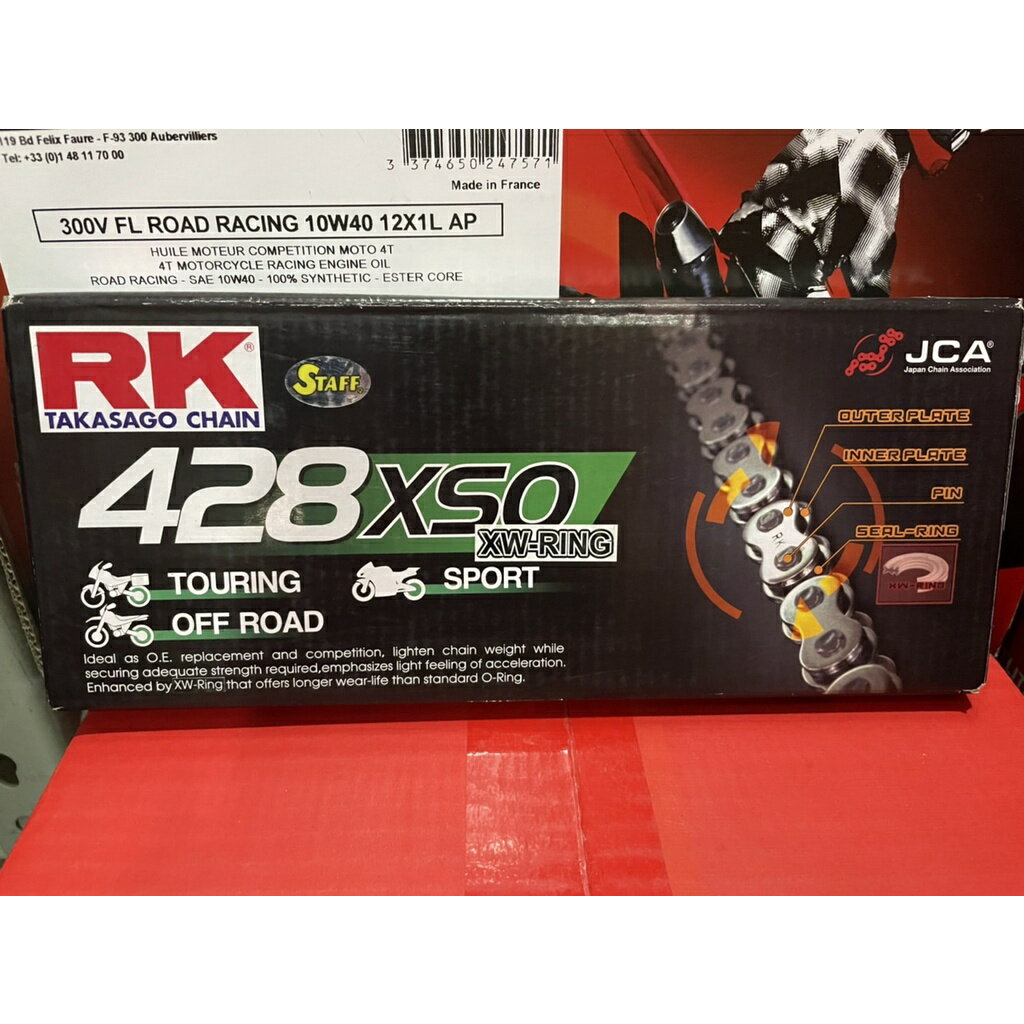 119 Bd Felix Faure - F-93 300 Aubervilliers
Tel: +33 (0)1 48 11 70 00
3 374650 247571
Made in France
300V FL ROAD RACING 10W40 12X1L AP
HUILE MOTEUR COMPETITION MOTO 4T
4T MOTORCYCLE RACING ENGINE OIL
ROAD RACING - SAE 10W40 - 100% SYNTHETIC - ESTER CORE
RK®
TAKASAGO CHAIN
STAFF
JCA®
Japan Chain Association
428XSO
XW-RING
OUTER PLATE
INNER PLATE
PIN
SEAL-RING
XW-RING
RK
TOURING
SPORT
OFF ROAD
Ideal as O.E. replacement and competition, lighten chain weight while
securing adequate strength required,emphasizes light feeling of acceleration.
Enhanced by XW-Ring that offers longer wear-life than standard O-Ring.